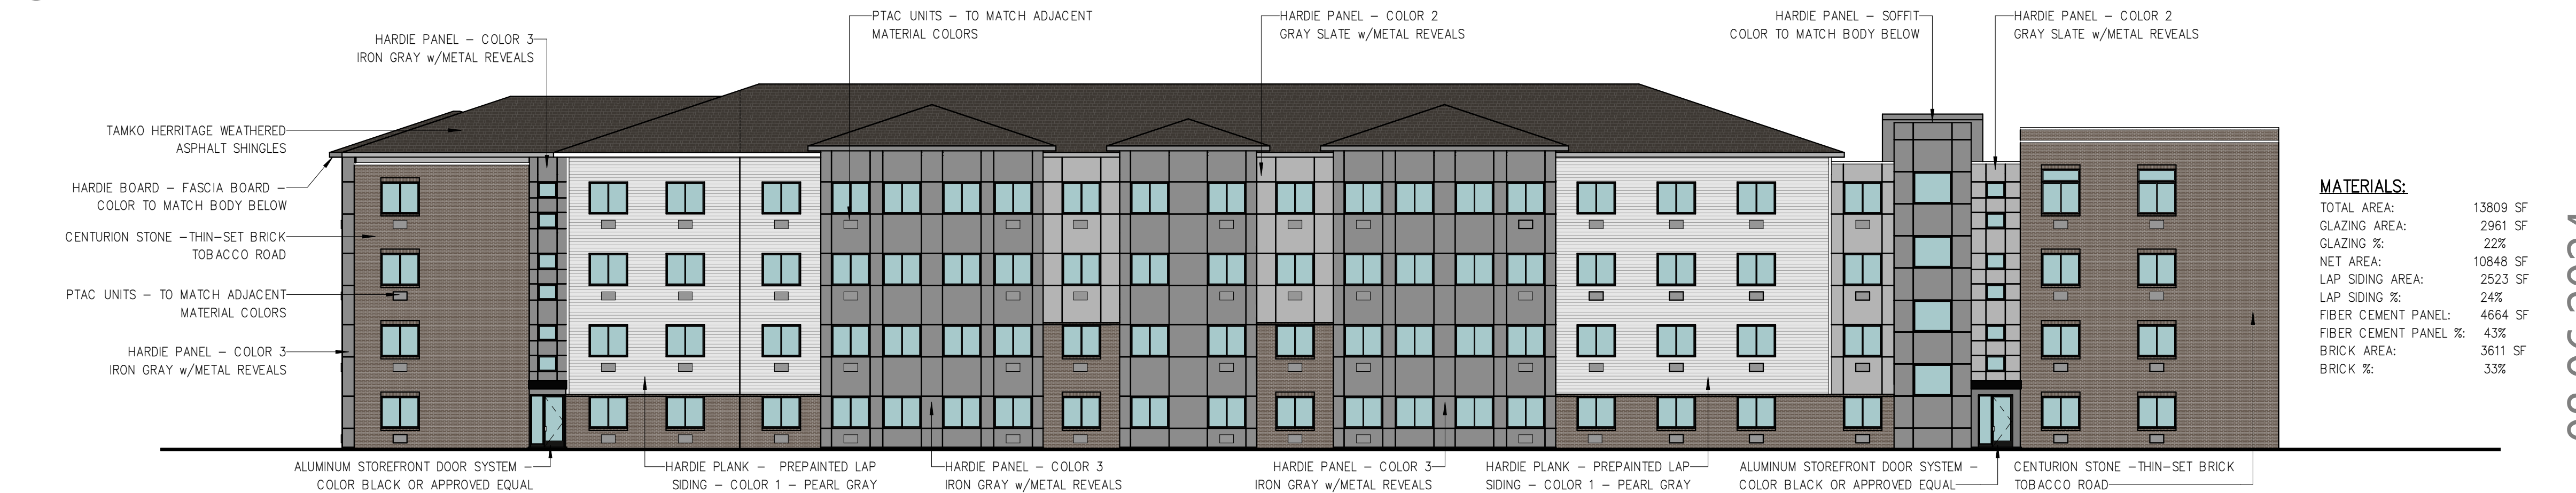 PTAC UNITS – TO MATCH ADJACENT
MATERIAL COLORS
HARDIE PANEL – COLOR 2
GRAY SLATE w/METAL REVEALS
HARDIE PANEL – SOFFIT
COLOR TO MATCH BODY BELOW
HARDIE PANEL – COLOR 2
GRAY SLATE w/METAL REVEALS
HARDIE PANEL – COLOR 3
IRON GRAY w/METAL REVEALS
TAMKO HERRITAGE WEATHERED
ASPHALT SHINGLES
HARDIE BOARD – FASCIA BOARD –
COLOR TO MATCH BODY BELOW
CENTURION STONE –THIN-SET BRICK
TOBACCO ROAD
PTAC UNITS – TO MATCH ADJACENT
MATERIAL COLORS
HARDIE PANEL – COLOR 3
IRON GRAY w/METAL REVEALS
MATERIALS:
TOTAL AREA: 13809 SF
GLAZING AREA: 2961 SF
GLAZING %: 22%
NET AREA: 10848 SF
LAP SIDING AREA: 2523 SF
LAP SIDING %: 24%
FIBER CEMENT PANEL: 4664 SF
FIBER CEMENT PANEL %: 43%
BRICK AREA: 3611 SF
BRICK %: 33%
ALUMINUM STOREFRONT DOOR SYSTEM –
COLOR BLACK OR APPROVED EQUAL
HARDIE PLANK – PREPAINTED LAP
SIDING – COLOR 1 – PEARL GRAY
HARDIE PANEL – COLOR 3
IRON GRAY w/METAL REVEALS
HARDIE PANEL – COLOR 3
IRON GRAY w/METAL REVEALS
HARDIE PLANK – PREPAINTED LAP
SIDING – COLOR 1 – PEARL GRAY
ALUMINUM STOREFRONT DOOR SYSTEM –
COLOR BLACK OR APPROVED EQUAL
CENTURION STONE –THIN-SET BRICK
TOBACCO ROAD